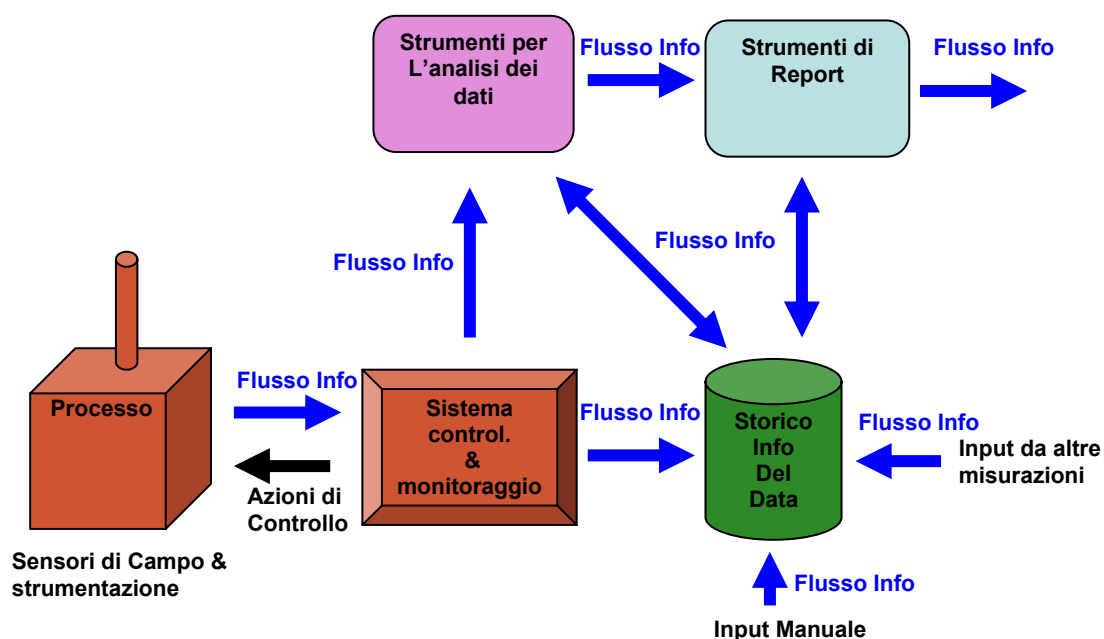 Strumenti per
L'analisi dei
dati
Flusso Info
Strumenti di
Report
Flusso Info
Flusso Info
Flusso Info
Processo
Flusso Info
Sistema
control.
&
monitoraggio
Flusso Info
Storico
Info
Del
Data
Flusso Info
Input da altre
misurazioni
Azioni di
Controllo
Sensori di Campo &
strumentazione
Flusso Info
Input Manuale